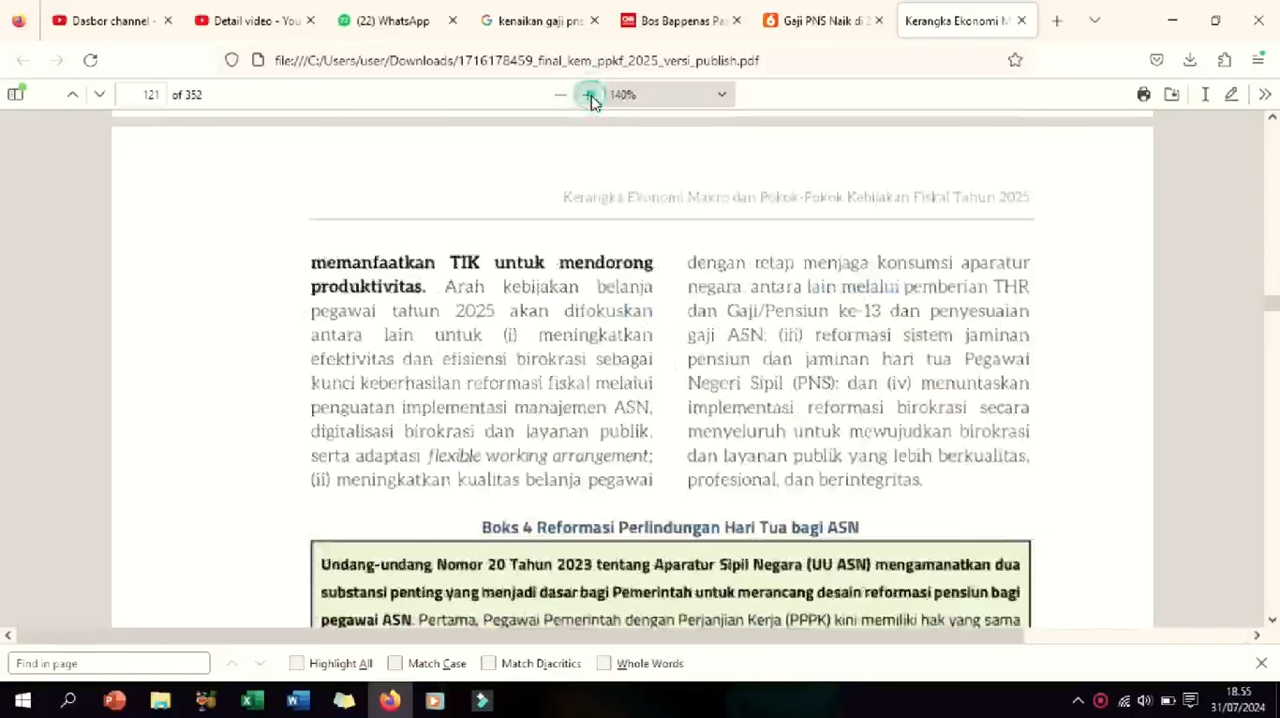 Dasbor channel -
Detail video - You
(22) WhatsApp
kenaikan gaji pns
Bos Bappenas Pa
Gaji PNS Naik di 2
Kerangka Ekonomi M
file:///C:/Users/user/Downloads/1716178459_final_kem_ppkf_2025_versi_publish.pdf
121 of 352
140%
Kerangka Ekonomi Makro dan Pokok-Pokok Kebijakan Fiskal Tahun 2025
memanfaatkan TIK untuk mendorong
produktivitas. Arah kebijakan belanja
pegawai tahun 2025 akan difokuskan
antara lain untuk (i) meningkatkan
efektivitas dan efisiensi birokrasi sebagai
kunci keberhasilan reformasi fiskal melalui
penguatan implementasi manajemen ASN,
digitalisasi birokrasi dan layanan publik,
serta adaptasi flexible working arrangement;
(ii) meningkatkan kualitas belanja pegawai
dengan tetap menjaga konsumsi aparatur
negara, antara lain melalui pemberian THR
dan Gaji/Pensiun ke-13 dan penyesuaian
gaji ASN; (iii) reformasi sistem jaminan
pensiun dan jaminan hari tua Pegawai
Negeri Sipil (PNS); dan (iv) menuntaskan
implementasi reformasi birokrasi secara
menyeluruh untuk mewujudkan birokrasi
dan layanan publik yang lebih berkualitas,
profesional, dan berintegritas.
Boks 4 Reformasi Perlindungan Hari Tua bagi ASN
Undang-undang Nomor 20 Tahun 2023 tentang Aparatur Sipil Negara (UU ASN) mengamanatkan dua
substansi penting yang menjadi dasar bagi Pemerintah untuk merancang desain reformasi pensiun bagi
pegawai ASN. Pertama, Pegawai Pemerintah dengan Perjanjian Kerja (PPPK) kini memiliki hak yang sama
Find in page
Highlight All
Match Case
Match Diacritics
Whole Words
18.55
31/07/2024